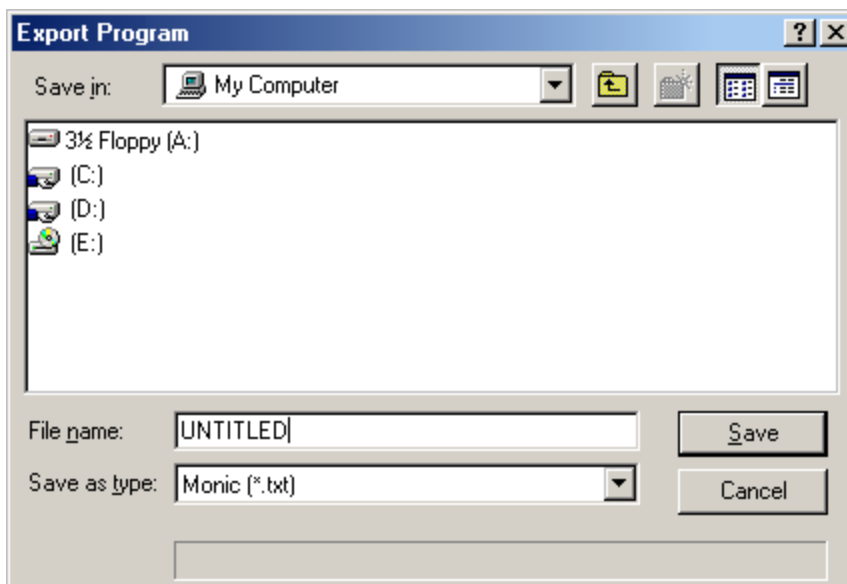 Export Program
Save in: My Computer
3½ Floppy (A:)
(C:)
(D:)
(E:)
File name: UNTITLED Save
Save as type: Monic (*.txt) Cancel